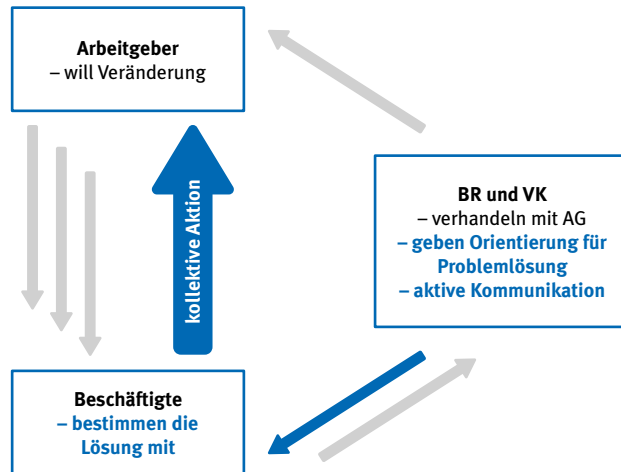 Arbeitgeber
– will Veränderung
kollektive Aktion
BR und VK
– verhandeln mit AG
– geben Orientierung für
Problemlösung
– aktive Kommunikation
Beschäftigte
– bestimmen die
Lösung mit